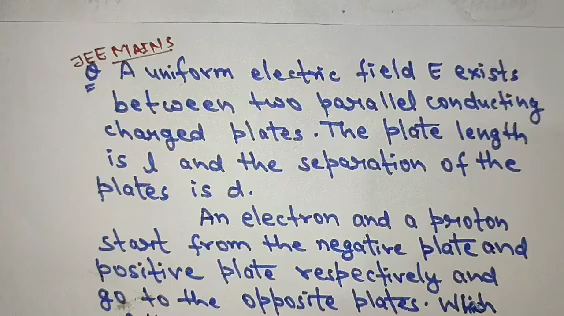 JEE MAINS
Q A uniform electric field E exists
between two parallel conducting
charged plates. The plate length
is l and the separation of the
plates is d.
An electron and a proton
start from the negative plate and
positive plate respectively and
go to the opposite plates. Which